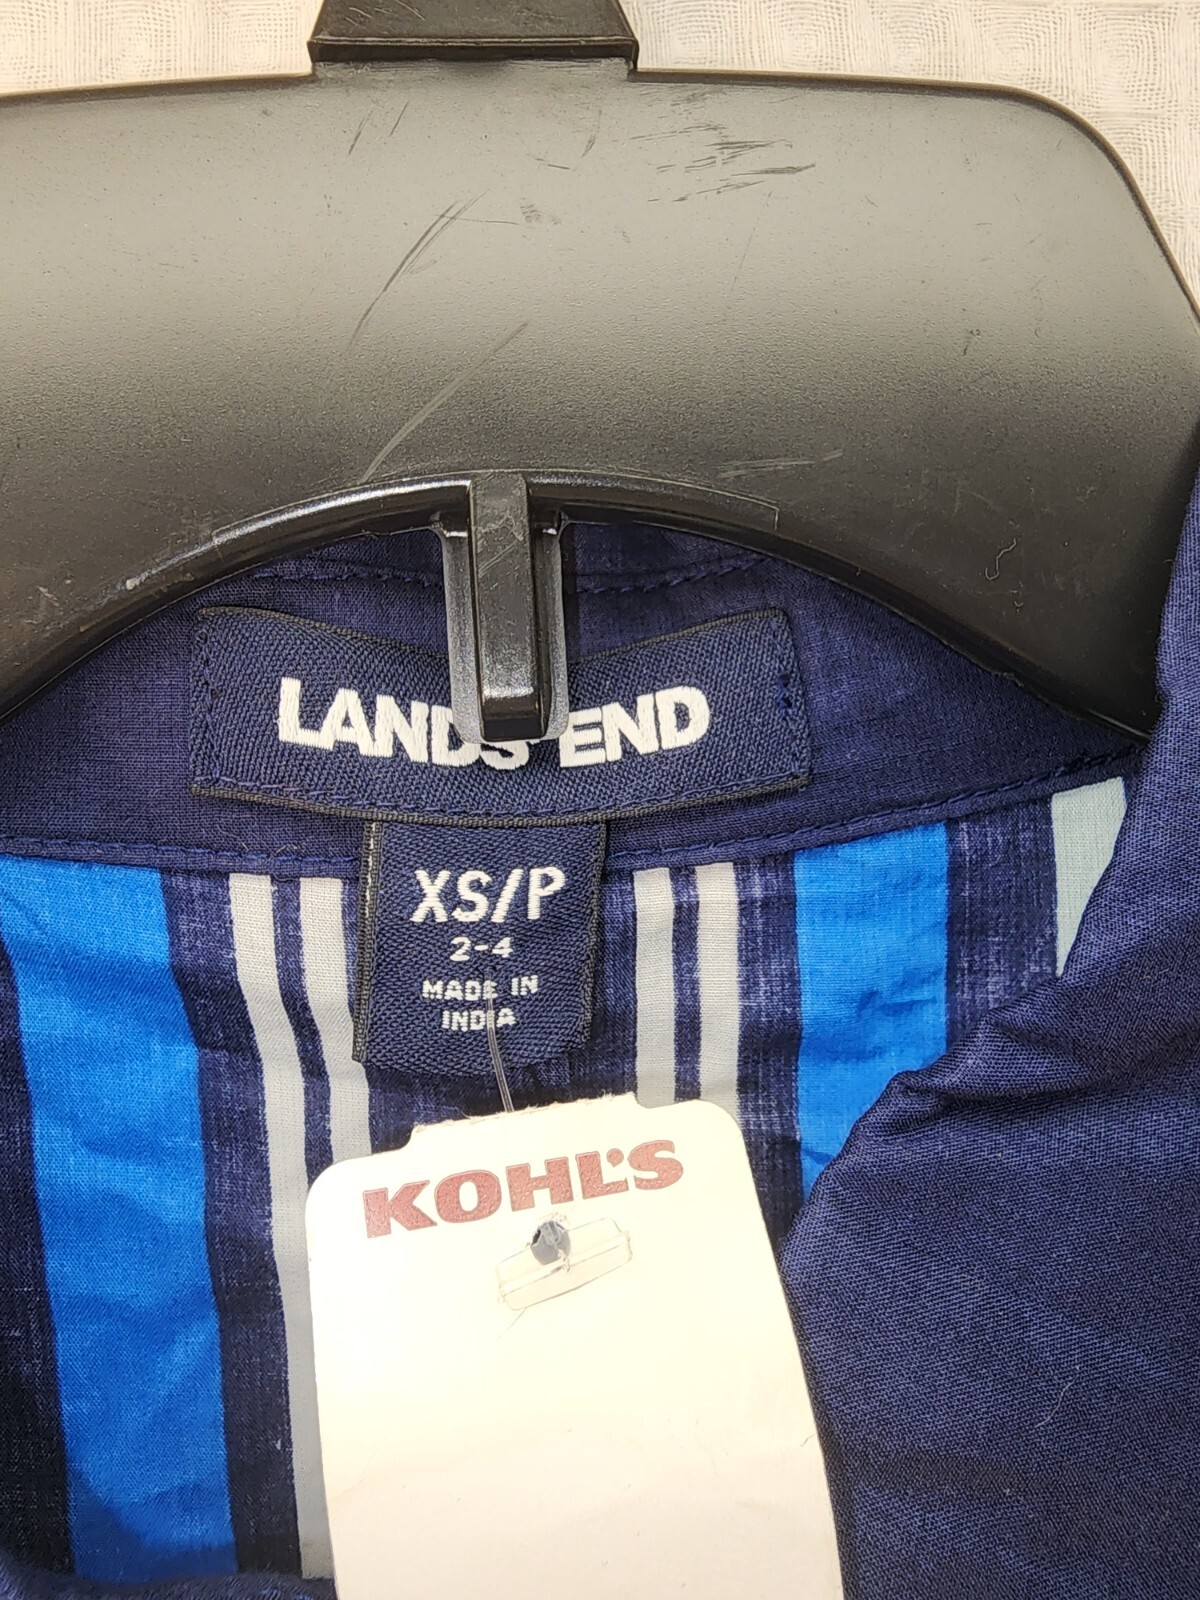 LANDS' END
XS/P
2-4
MADE IN
INDIA
KOHL'S